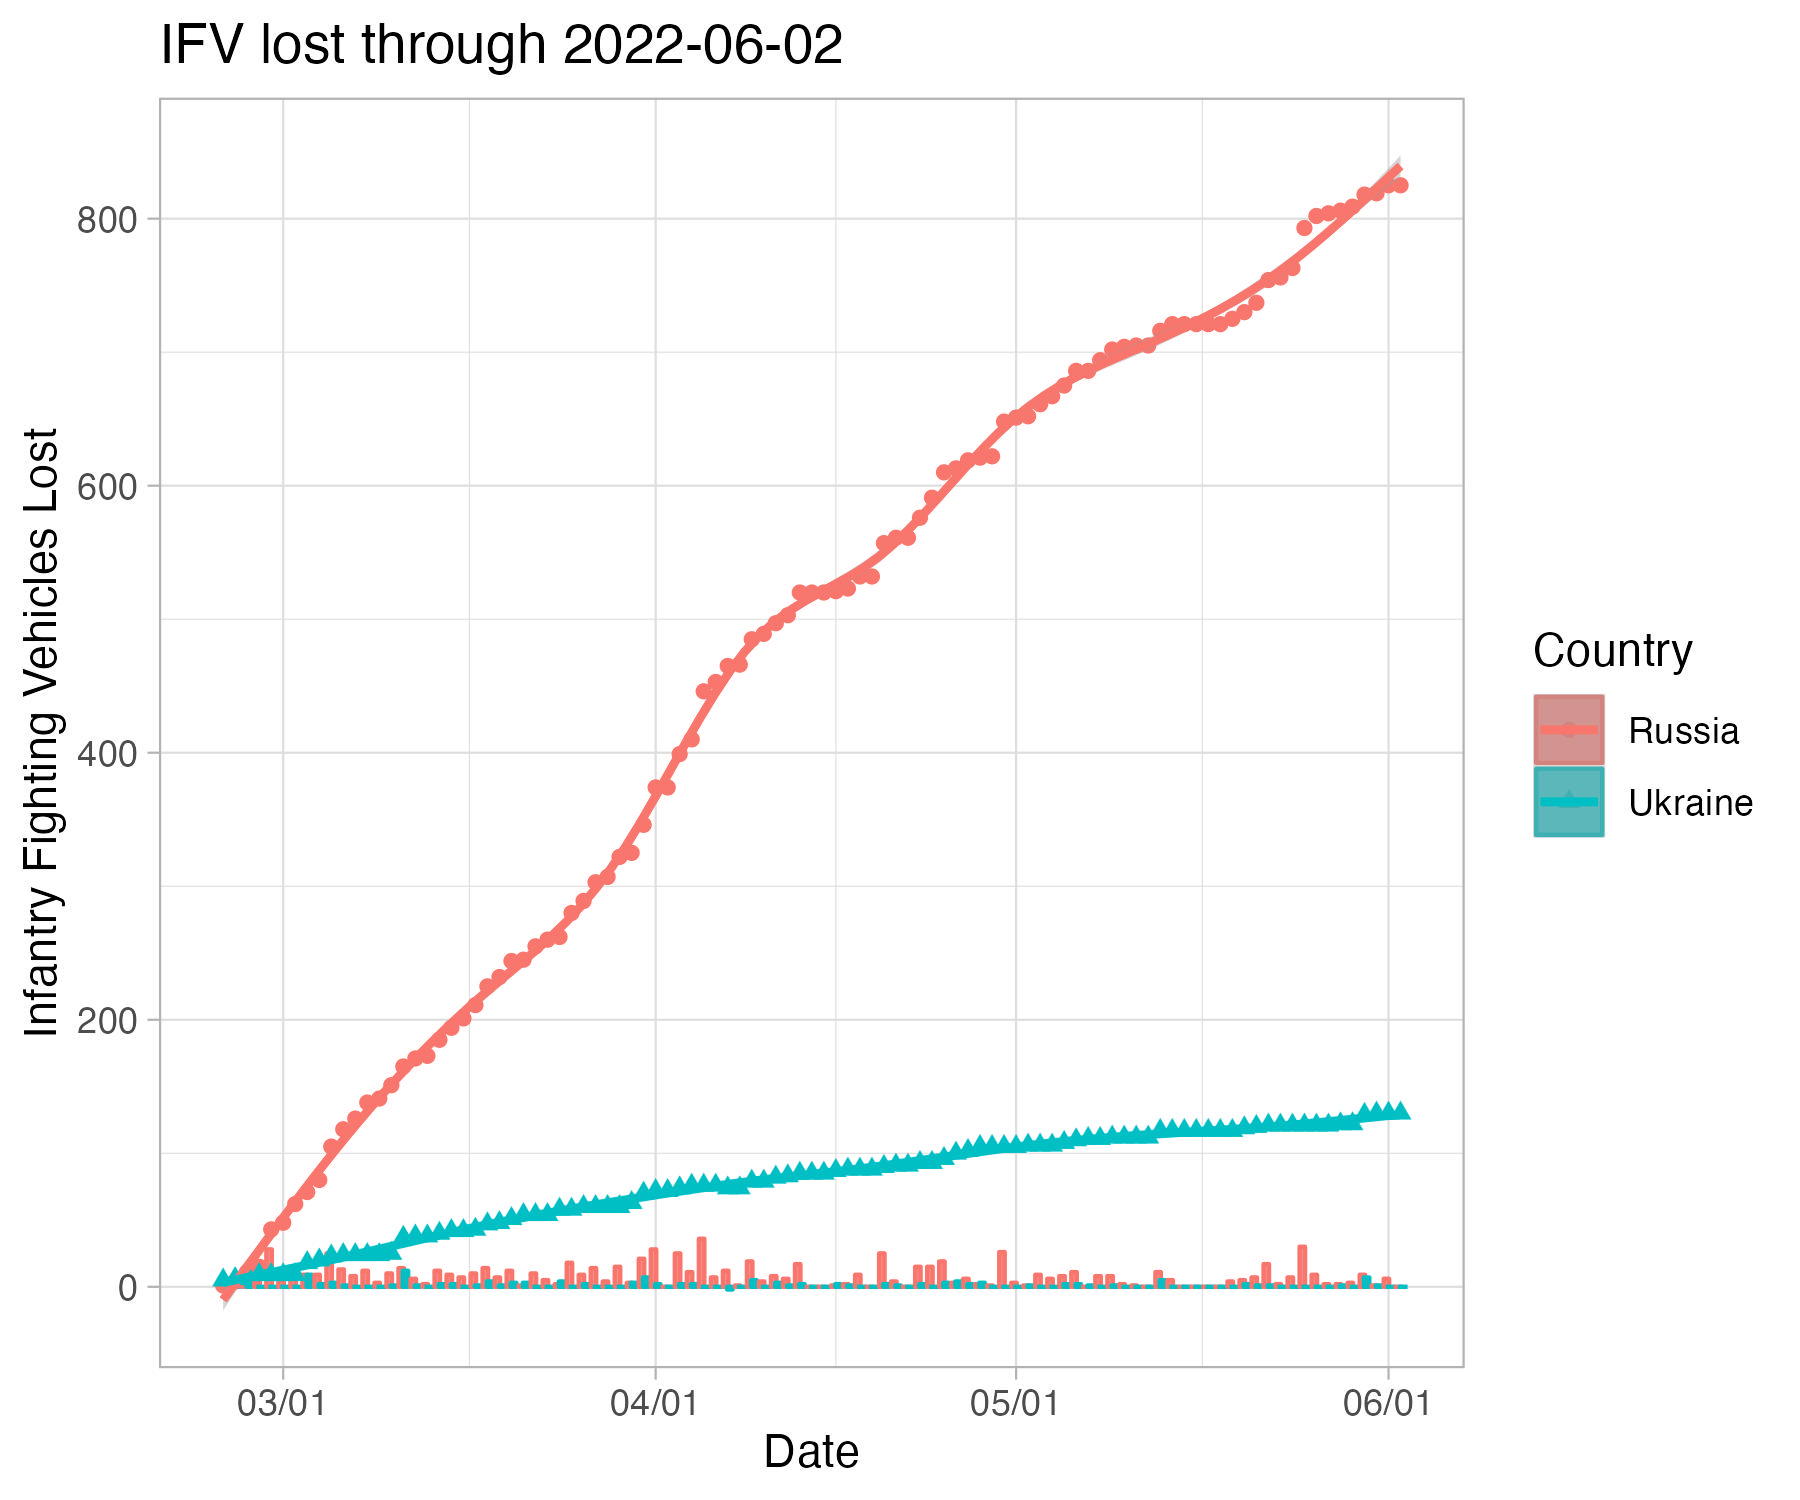 IFV lost through 2022-06-02
Infantry Fighting Vehicles Lost
800
600
400
200
0
03/01 04/01 05/01 06/01
Date
Country
Russia
Ukraine